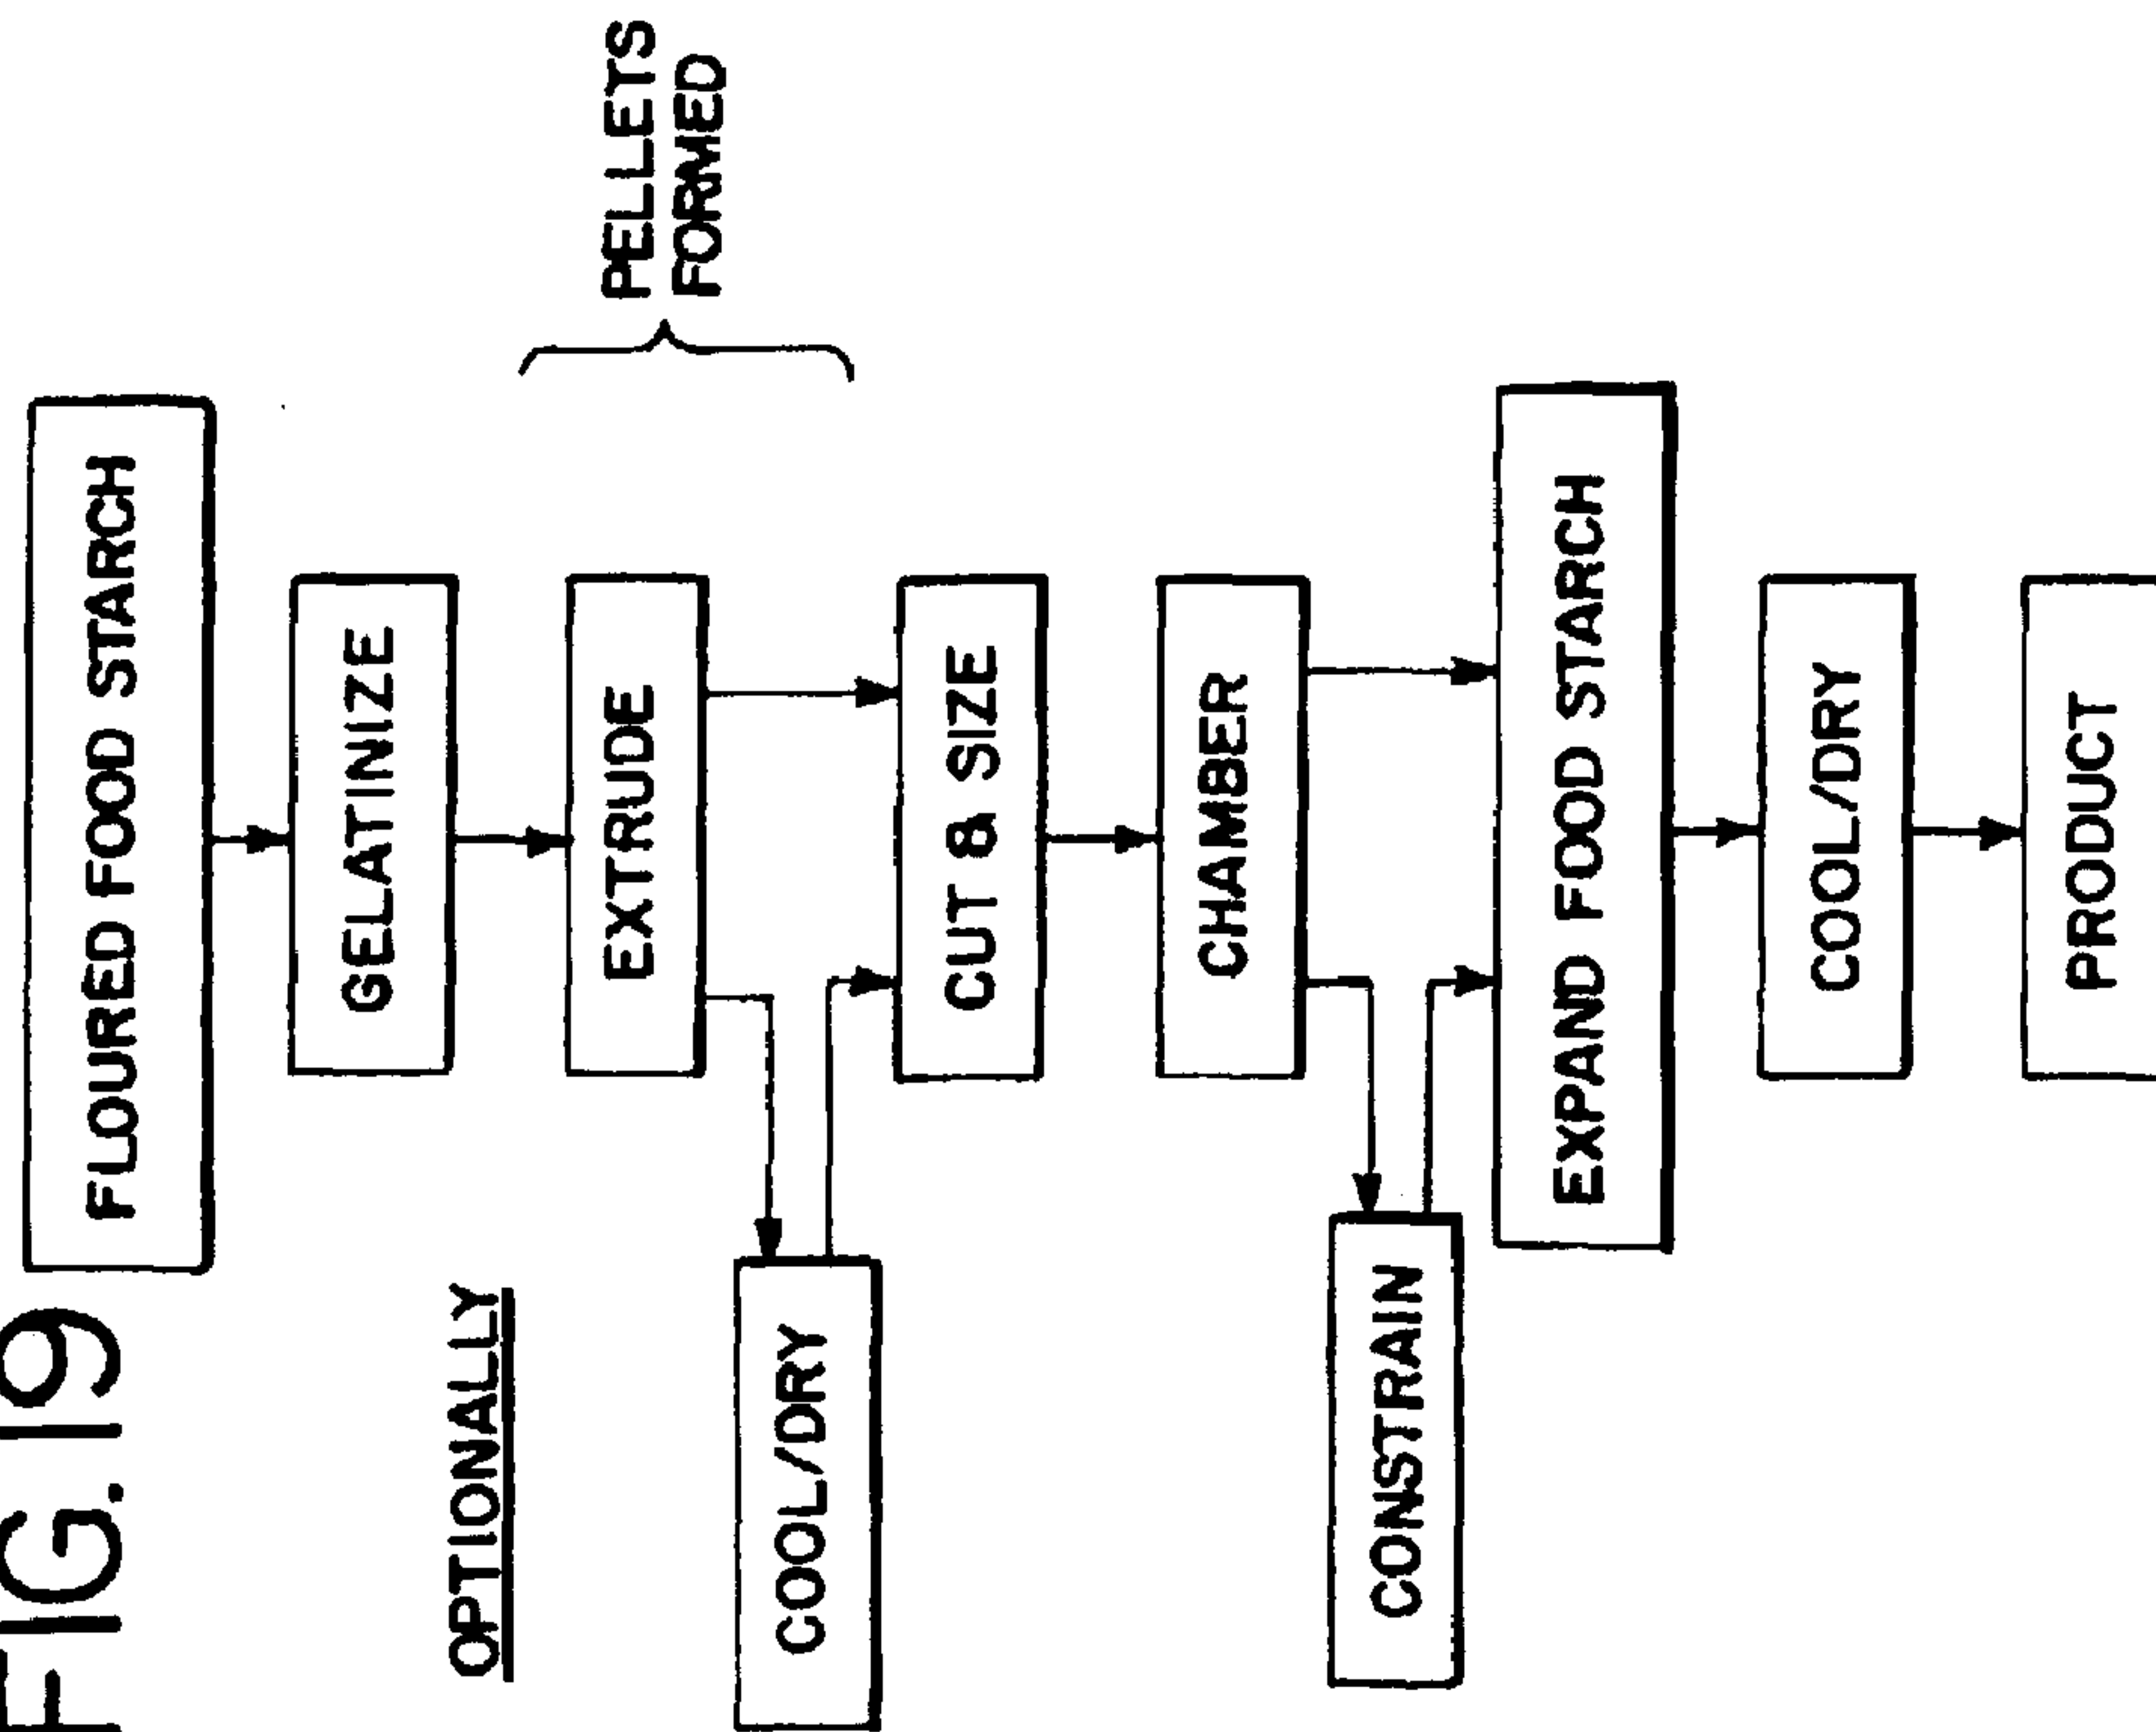 FIG. 19
FLOURED FOOD STARCH
GELATINIZE
OPTIONALLY
EXTRUDE
PELLETS
FORMED
COOL/DRY
CUT & SIZE
CHAMBER
CONSTRAIN
EXPAND FOOD STARCH
COOL/DRY
PRODUCT